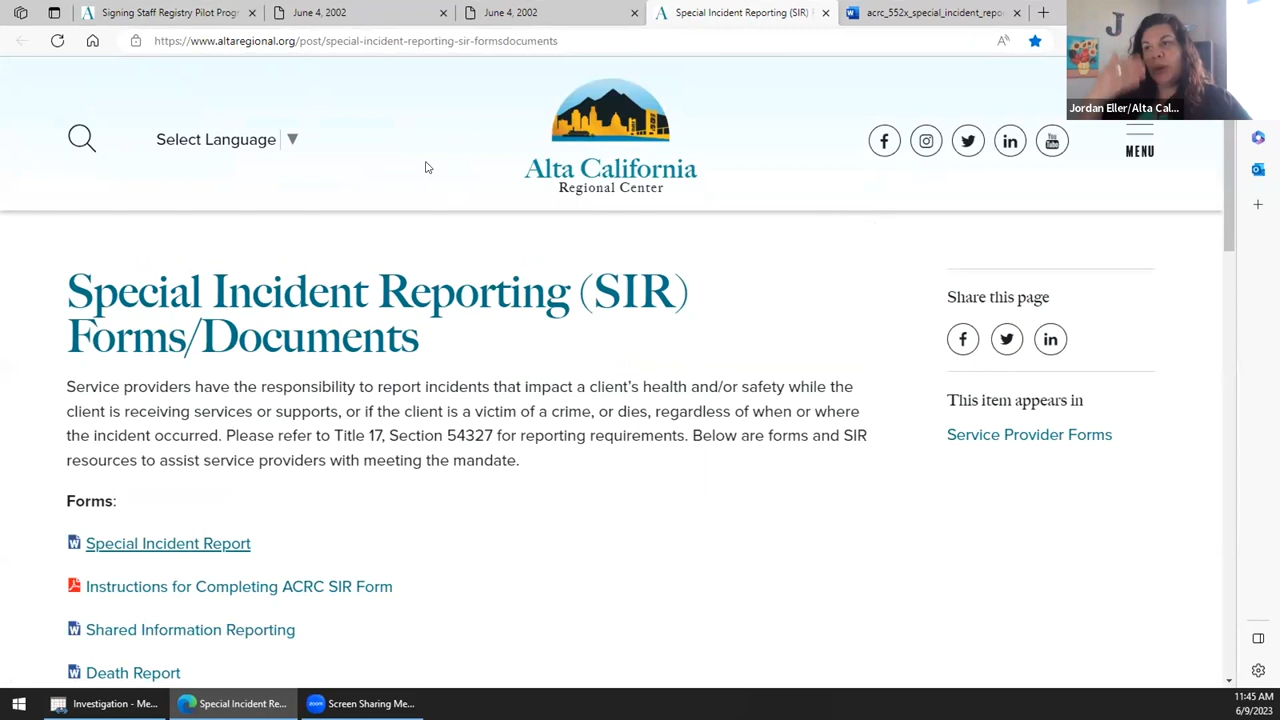 Signing Staff Registry Pilot Prog
June 4, 2002
June 4, 2002
Special Incident Reporting (SIR) F
acrc_552x_special_incident_repo
https://www.altaregional.org/post/special-incident-reporting-sir-formsdocuments
J
Jordan Eller/Alta Cal...
Select Language
Alta California
Regional Center
You
Tube
MENU
Special Incident Reporting (SIR)
Forms/Documents
Share this page
Service providers have the responsibility to report incidents that impact a client's health and/or safety while the
client is receiving services or supports, or if the client is a victim of a crime, or dies, regardless of when or where
the incident occurred. Please refer to Title 17, Section 54327 for reporting requirements. Below are forms and SIR
resources to assist service providers with meeting the mandate.
This item appears in
Service Provider Forms
Forms:
Special Incident Report
Instructions for Completing ACRC SIR Form
Shared Information Reporting
Death Report
Investigation - Me...
Special Incident Re...
zoom
Screen Sharing Me...
11:45 AM
6/9/2023